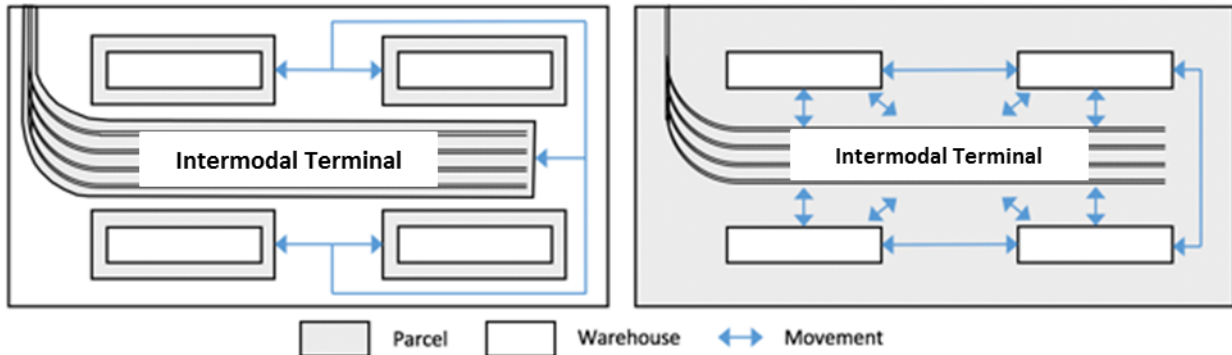 Intermodal Terminal
Intermodal Terminal
Parcel
Warehouse
Movement